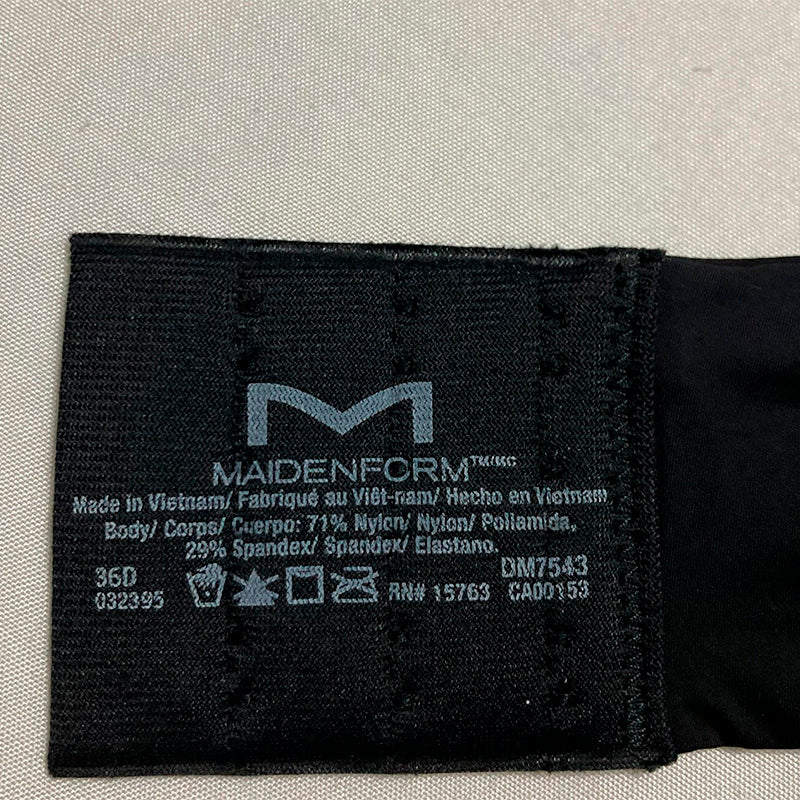 M
MAIDENFORM™/MC
Made in Vietnam/ Fabriqué au Viêt-nam/ Hecho en Vietnam
Body/ Corps/ Cuerpo: 71% Nylon/ Nylon/ Poliamida,
29% Spandex/ Spandex/ Elastano.
36D DM7543
032395 RN# 15763 CA00153